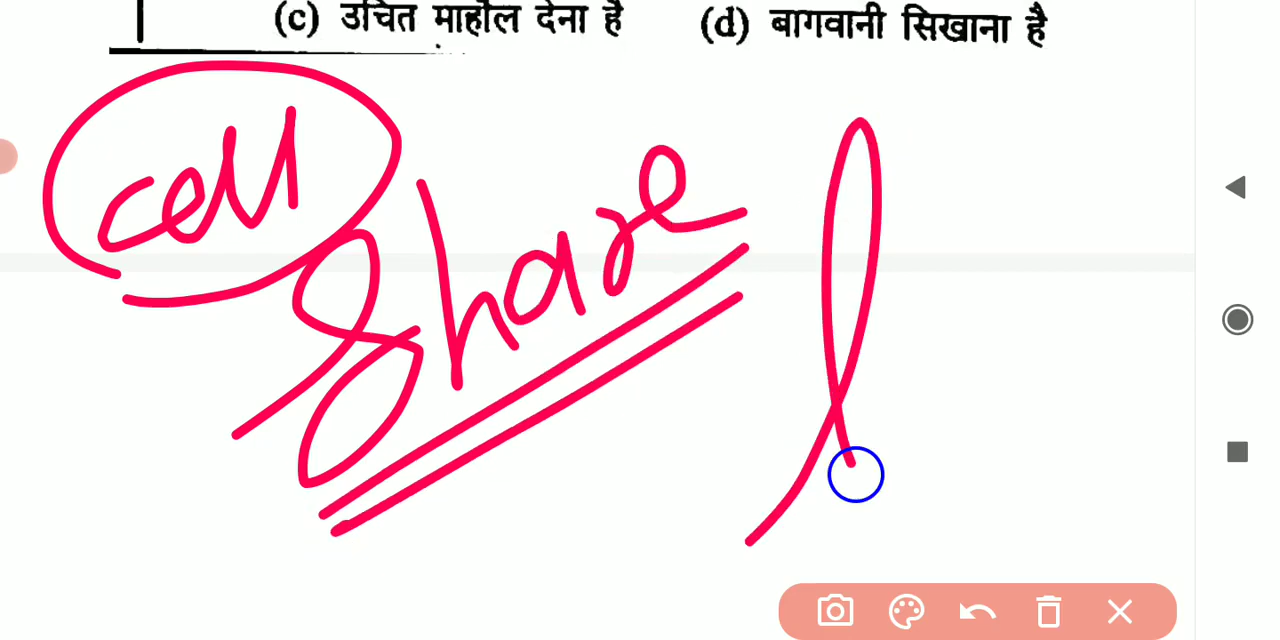 (c) उचित माहौल देना है (d) बागवानी सिखाना है
cell
Share
l